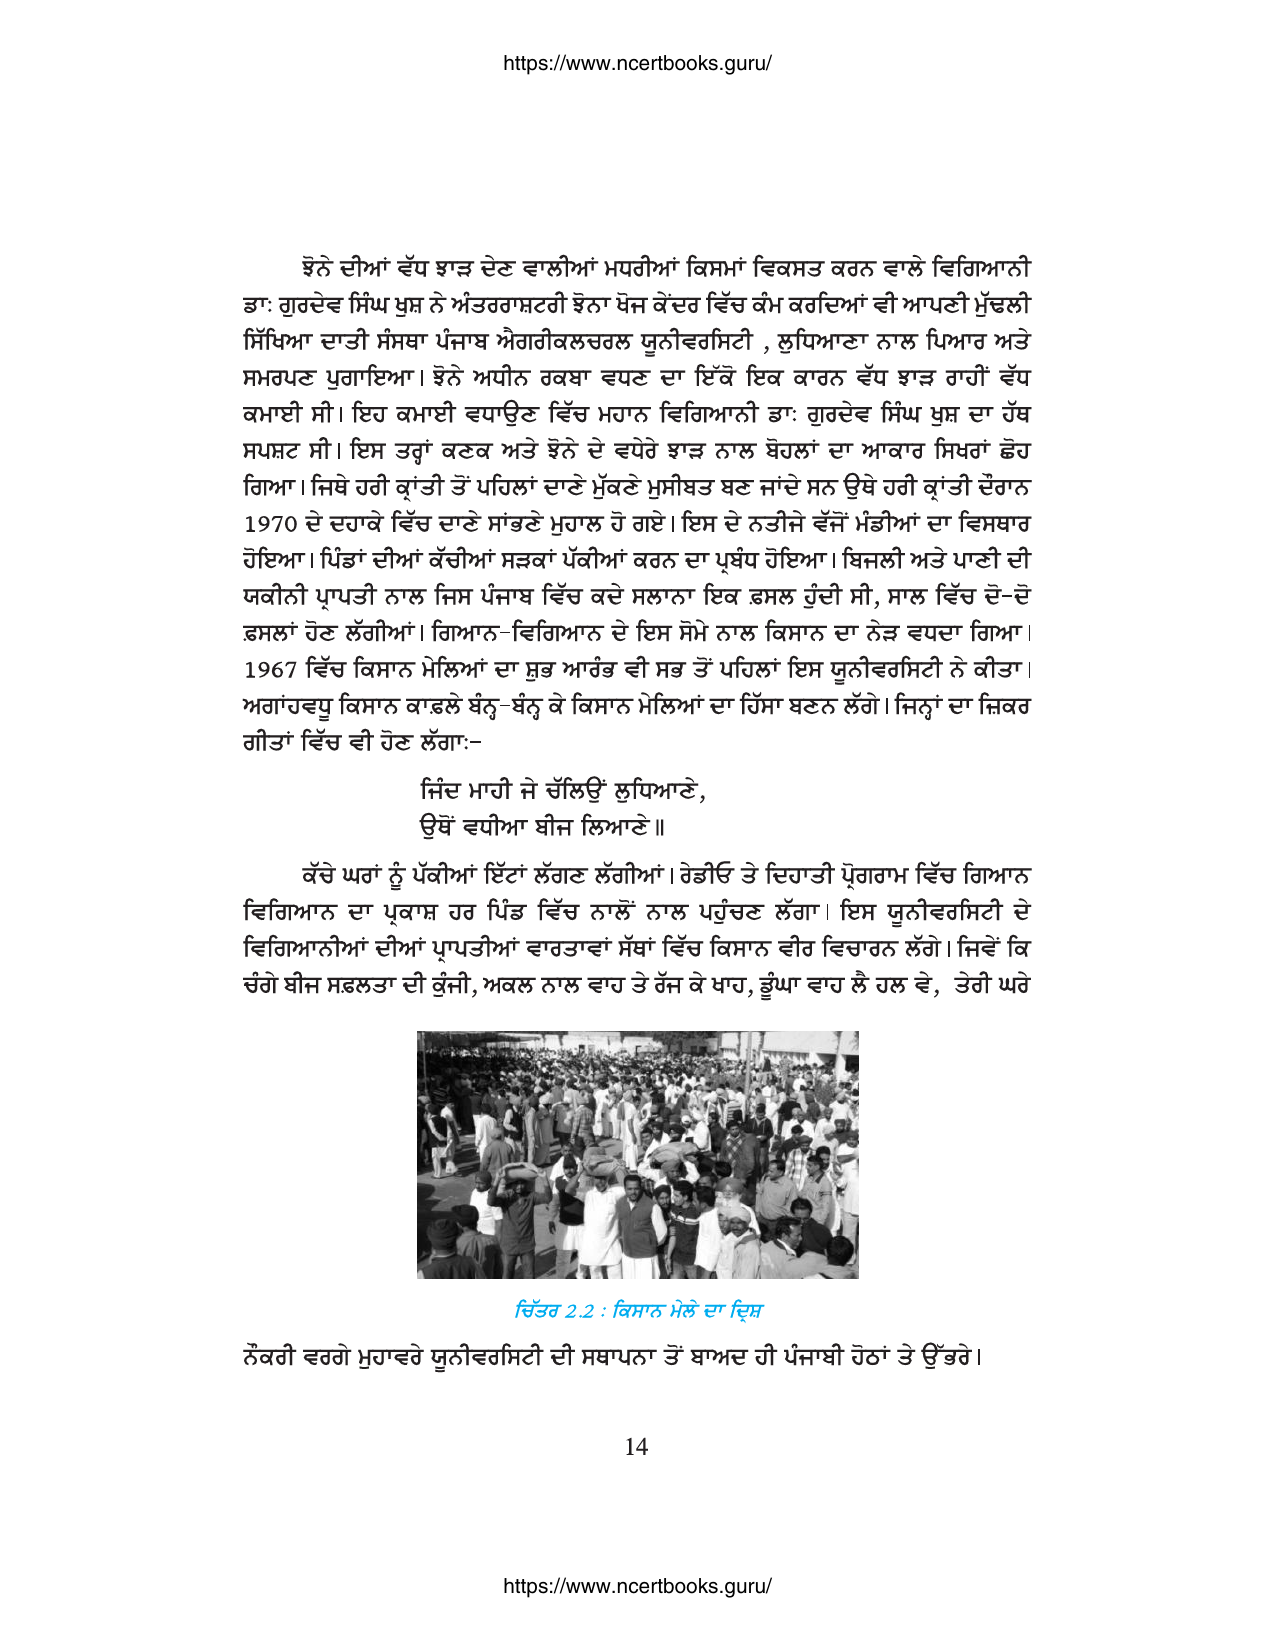 https://www.ncertbooks.guru/
ਝੋਨੇ ਦੀਆਂ ਵੱਧ ਝਾੜ ਦੇਣ ਵਾਲੀਆਂ ਮਧਰੀਆਂ ਕਿਸਮਾਂ ਵਿਕਸਤ ਕਰਨ ਵਾਲੇ ਵਿਗਿਆਨੀ
ਡਾਃ ਗੁਰਦੇਵ ਸਿੰਘ ਖੁਸ਼ ਨੇ ਅੰਤਰਰਾਸ਼ਟਰੀ ਝੋਨਾ ਖੋਜ ਕੇਂਦਰ ਵਿੱਚ ਕੰਮ ਕਰਦਿਆਂ ਵੀ ਆਪਣੀ ਮੁੱਢਲੀ
ਸਿੱਖਿਆ ਦਾਤੀ ਸੰਸਥਾ ਪੰਜਾਬ ਐਗਰੀਕਲਚਰਲ ਯੂਨੀਵਰਸਿਟੀ , ਲੁਧਿਆਣਾ ਨਾਲ ਪਿਆਰ ਅਤੇ
ਸਮਰਪਣ ਪੁਗਾਇਆ। ਝੋਨੇ ਅਧੀਨ ਰਕਬਾ ਵਧਣ ਦਾ ਇੱਕੋ ਇਕ ਕਾਰਨ ਵੱਧ ਝਾੜ ਰਾਹੀਂ ਵੱਧ
ਕਮਾਈ ਸੀ। ਇਹ ਕਮਾਈ ਵਧਾਉਣ ਵਿੱਚ ਮਹਾਨ ਵਿਗਿਆਨੀ ਡਾਃ ਗੁਰਦੇਵ ਸਿੰਘ ਖੁਸ਼ ਦਾ ਹੱਥ
ਸਪਸ਼ਟ ਸੀ। ਇਸ ਤਰ੍ਹਾਂ ਕਣਕ ਅਤੇ ਝੋਨੇ ਦੇ ਵਧੇਰੇ ਝਾੜ ਨਾਲ ਬੋਹਲਾਂ ਦਾ ਆਕਾਰ ਸਿਖਰਾਂ ਛੋਹ
ਗਿਆ। ਜਿਥੇ ਹਰੀ ਕ੍ਰਾਂਤੀ ਤੋਂ ਪਹਿਲਾਂ ਦਾਣੇ ਮੁੱਕਣੇ ਮੁਸੀਬਤ ਬਣ ਜਾਂਦੇ ਸਨ ਉਥੇ ਹਰੀ ਕ੍ਰਾਂਤੀ ਦੌਰਾਨ
1970 ਦੇ ਦਹਾਕੇ ਵਿੱਚ ਦਾਣੇ ਸਾਂਭਣੇ ਮੁਹਾਲ ਹੋ ਗਏ। ਇਸ ਦੇ ਨਤੀਜੇ ਵੱਜੋਂ ਮੰਡੀਆਂ ਦਾ ਵਿਸਥਾਰ
ਹੋਇਆ। ਪਿੰਡਾਂ ਦੀਆਂ ਕੱਚੀਆਂ ਸੜਕਾਂ ਪੱਕੀਆਂ ਕਰਨ ਦਾ ਪ੍ਰਬੰਧ ਹੋਇਆ। ਬਿਜਲੀ ਅਤੇ ਪਾਣੀ ਦੀ
ਯਕੀਨੀ ਪ੍ਰਾਪਤੀ ਨਾਲ ਜਿਸ ਪੰਜਾਬ ਵਿੱਚ ਕਦੇ ਸਲਾਨਾ ਇਕ ਫ਼ਸਲ ਹੁੰਦੀ ਸੀ, ਸਾਲ ਵਿੱਚ ਦੋ-ਦੋ
ਫ਼ਸਲਾਂ ਹੋਣ ਲੱਗੀਆਂ। ਗਿਆਨ-ਵਿਗਿਆਨ ਦੇ ਇਸ ਸੋਮੇ ਨਾਲ ਕਿਸਾਨ ਦਾ ਨੇੜ ਵਧਦਾ ਗਿਆ।
1967 ਵਿੱਚ ਕਿਸਾਨ ਮੇਲਿਆਂ ਦਾ ਸ਼ੁਭ ਆਰੰਭ ਵੀ ਸਭ ਤੋਂ ਪਹਿਲਾਂ ਇਸ ਯੂਨੀਵਰਸਿਟੀ ਨੇ ਕੀਤਾ।
ਅਗਾਂਹਵਧੂ ਕਿਸਾਨ ਕਾਫ਼ਲੇ ਬੰਨ੍ਹ-ਬੰਨ੍ਹ ਕੇ ਕਿਸਾਨ ਮੇਲਿਆਂ ਦਾ ਹਿੱਸਾ ਬਣਨ ਲੱਗੇ। ਜਿਨ੍ਹਾਂ ਦਾ ਜ਼ਿਕਰ
ਗੀਤਾਂ ਵਿੱਚ ਵੀ ਹੋਣ ਲੱਗਾਃ-
ਜਿੰਦ ਮਾਹੀ ਜੇ ਚੱਲਿਉਂ ਲੁਧਿਆਣੇ,
ਉਥੋਂ ਵਧੀਆ ਬੀਜ ਲਿਆਣੇ॥
ਕੱਚੇ ਘਰਾਂ ਨੂੰ ਪੱਕੀਆਂ ਇੱਟਾਂ ਲੱਗਣ ਲੱਗੀਆਂ। ਰੇਡੀਓ ਤੇ ਦਿਹਾਤੀ ਪ੍ਰੋਗਰਾਮ ਵਿੱਚ ਗਿਆਨ
ਵਿਗਿਆਨ ਦਾ ਪ੍ਰਕਾਸ਼ ਹਰ ਪਿੰਡ ਵਿੱਚ ਨਾਲੋਂ ਨਾਲ ਪਹੁੰਚਣ ਲੱਗਾ। ਇਸ ਯੂਨੀਵਰਸਿਟੀ ਦੇ
ਵਿਗਿਆਨੀਆਂ ਦੀਆਂ ਪ੍ਰਾਪਤੀਆਂ ਵਾਰਤਾਵਾਂ ਸੱਥਾਂ ਵਿੱਚ ਕਿਸਾਨ ਵੀਰ ਵਿਚਾਰਨ ਲੱਗੇ। ਜਿਵੇਂ ਕਿ
ਚੰਗੇ ਬੀਜ ਸਫ਼ਲਤਾ ਦੀ ਕੁੰਜੀ, ਅਕਲ ਨਾਲ ਵਾਹ ਤੇ ਰੱਜ ਕੇ ਖਾਹ, ਡੂੰਘਾ ਵਾਹ ਲੈ ਹਲ ਵੇ, ਤੇਰੀ ਘਰੇ
ਚਿੱਤਰ 2.2 : ਕਿਸਾਨ ਮੇਲੇ ਦਾ ਦ੍ਰਿਸ਼
ਨੌਕਰੀ ਵਰਗੇ ਮੁਹਾਵਰੇ ਯੂਨੀਵਰਸਿਟੀ ਦੀ ਸਥਾਪਨਾ ਤੋਂ ਬਾਅਦ ਹੀ ਪੰਜਾਬੀ ਹੋਠਾਂ ਤੇ ਉੱਭਰੇ।
14
https://www.ncertbooks.guru/